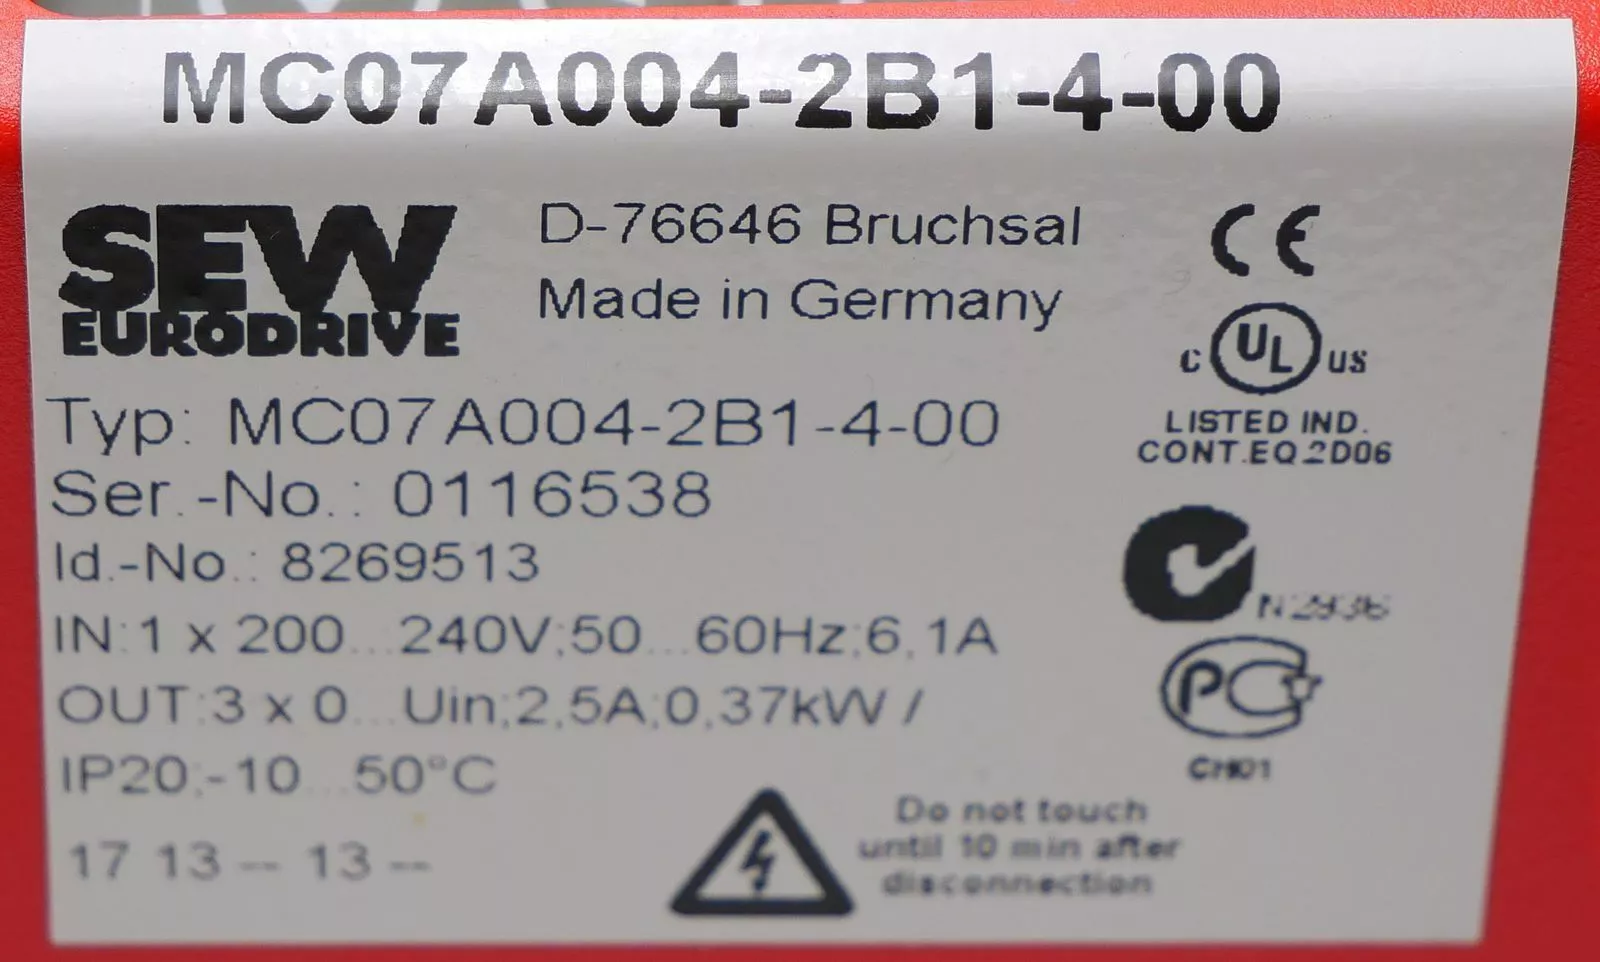 MC07A004-2B1-4-00
SEW
EURODRIVE
D-76646 Bruchsal
Made in Germany
CE
C UL US
LISTED IND.
CONT.EQ 2D06
Typ: MC07A004-2B1-4-00
Ser.-No.: 0116538
Id.-No.: 8269513
IN:1 x 200...240V;50...60Hz;6,1A
OUT:3 x 0...Uin;2,5A;0,37kW /
IP20;-10...50°C
17 13 -- 13 --
N2936
PC
Do not touch
until 10 min after
disconnection